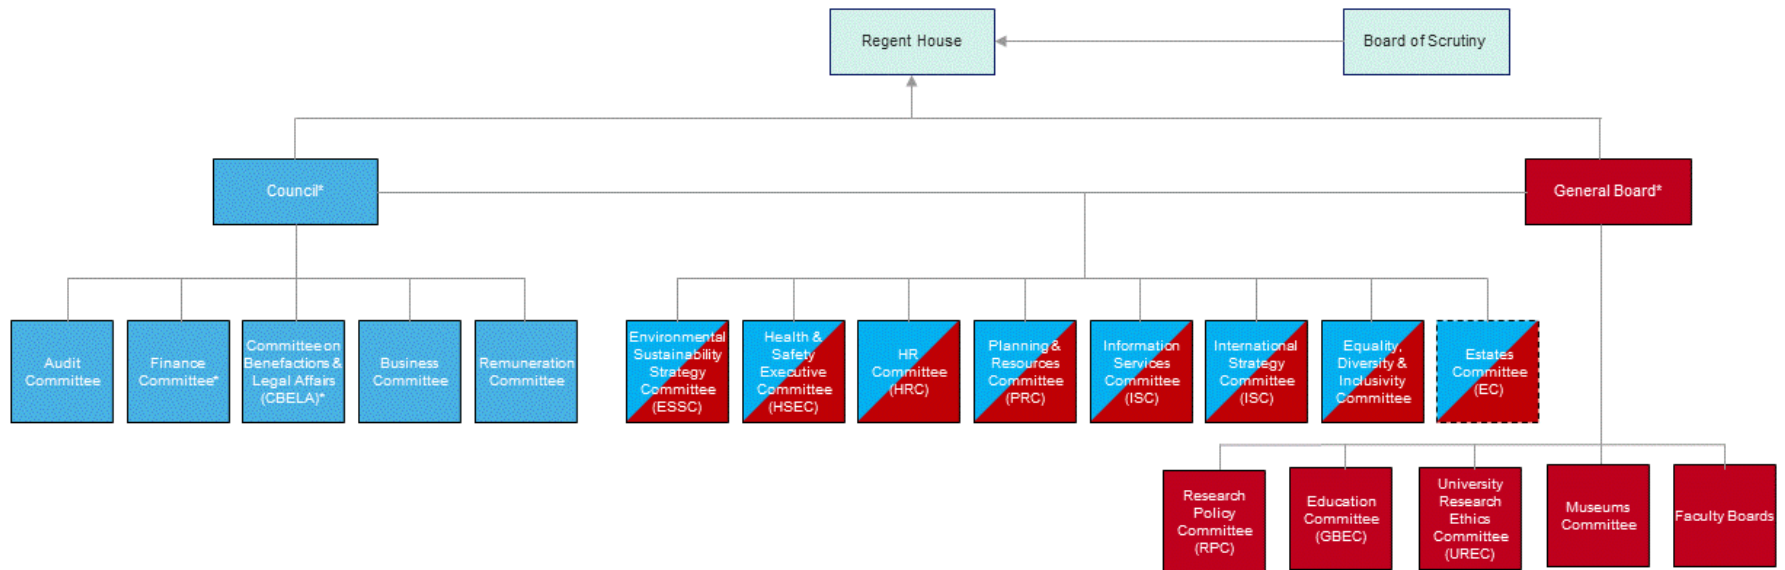 Regent House
Board of Scrutiny
Council*
General Board*
Audit
Committee
Finance
Committee*
Committee on
Benefactions &
Legal Affairs
(CBELA)*
Business
Committee
Remuneration
Committee
Environmental
Sustainability
Strategy
Committee
(ESSC)
Health &
Safety
Executive
Committee
(HSEC)
HR
Committee
(HRC)
Planning &
Resources
Committee
(PRC)
Information
Services
Committee
(ISC)
International
Strategy
Committee
(ISC)
Equality,
Diversity &
Inclusivity
Committee
Estates
Committee
(EC)
Research
Policy
Committee
(RPC)
Education
Committee
(GBEC)
University
Research
Ethics
Committee
(UREC)
Museums
Committee
Faculty Boards